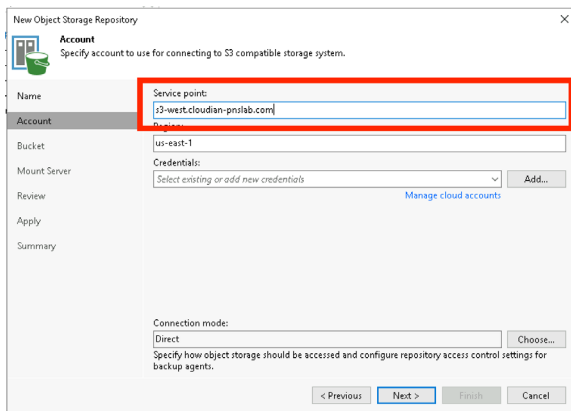 New Object Storage Repository
Account
Specify account to use for connecting to S3 compatible storage system.
Name
Account
Bucket
Mount Server
Review
Apply
Summary
Service point:
s3-west.cloudian-pnslab.com
Region:
us-east-1
Credentials:
Select existing or add new credentials
Add...
Manage cloud accounts
Connection mode:
Direct
Choose...
Specify how object storage should be accessed and configure repository access control settings for
backup agents.
< Previous
Next >
Finish
Cancel